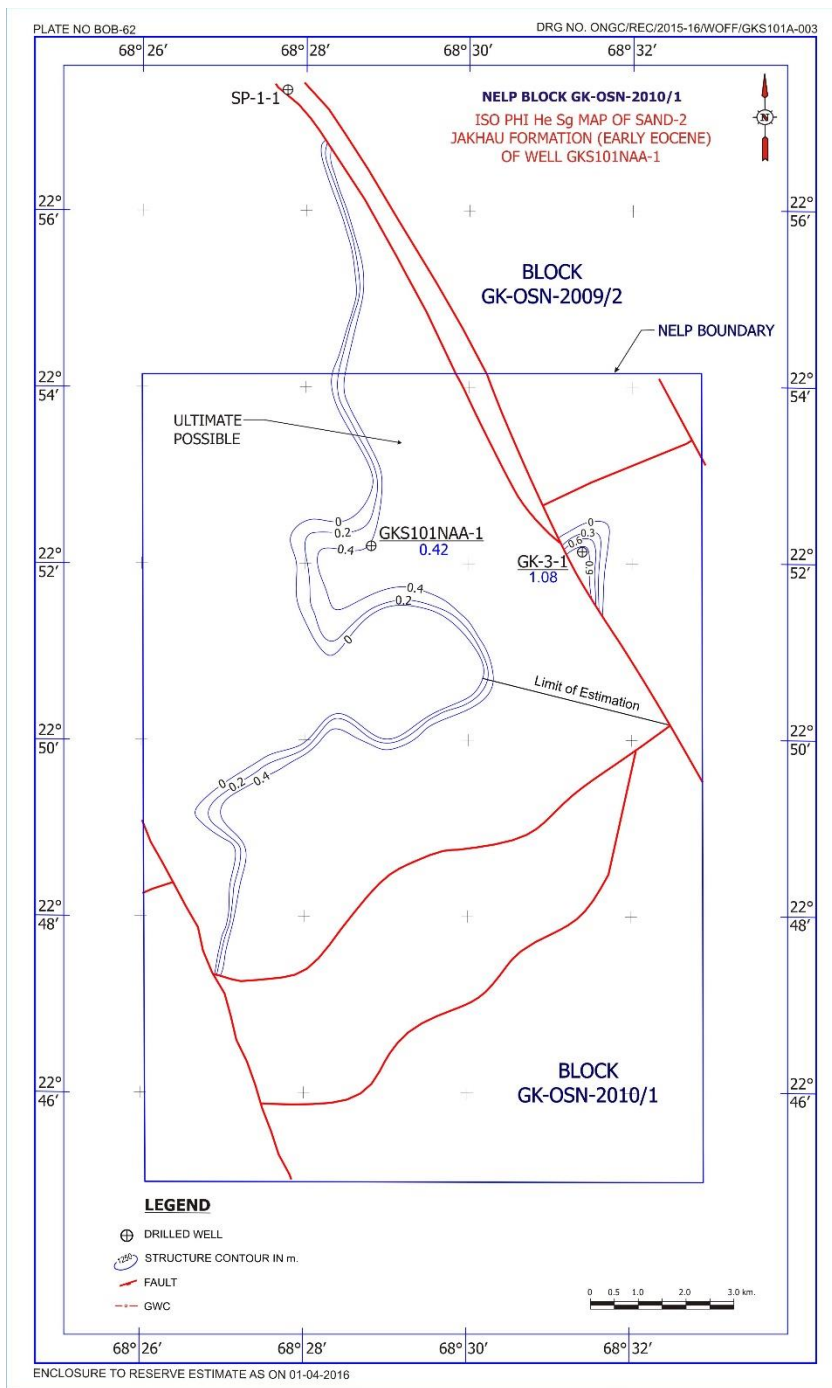 PLATE NO BOB-62
DRG NO. ONGC/REC/2015-16/WOFF/GKS101A-003
68° 26′ 68° 28′ 68° 30′ 68° 32′
SP-1-1
NELP BLOCK GK-OSN-2010/1
ISO PHI He Sg MAP OF SAND-2
JAKHAU FORMATION (EARLY EOCENE)
OF WELL GKS101NAA-1
N
22°
56′
22°
56′
BLOCK
GK-OSN-2009/2
NELP BOUNDARY
22°
54′
22°
54′
ULTIMATE
POSSIBLE
0
0.2
0.4
GKS101NAA-1
0.42
0
0.3
0.6
0.9
GK-3-1
1.08
22°
52′
22°
52′
0.4
0.2
0
Limit of Estimation
22°
50′
22°
50′
0
0.2
0.4
22°
48′
22°
48′
22°
46′
22°
46′
BLOCK
GK-OSN-2010/1
LEGEND
DRILLED WELL
1250
STRUCTURE CONTOUR IN m.
FAULT
GWC
0 0.5 1.0 2.0 3.0 km.
68° 26′ 68° 28′ 68° 30′ 68° 32′
ENCLOSURE TO RESERVE ESTIMATE AS ON 01-04-2016